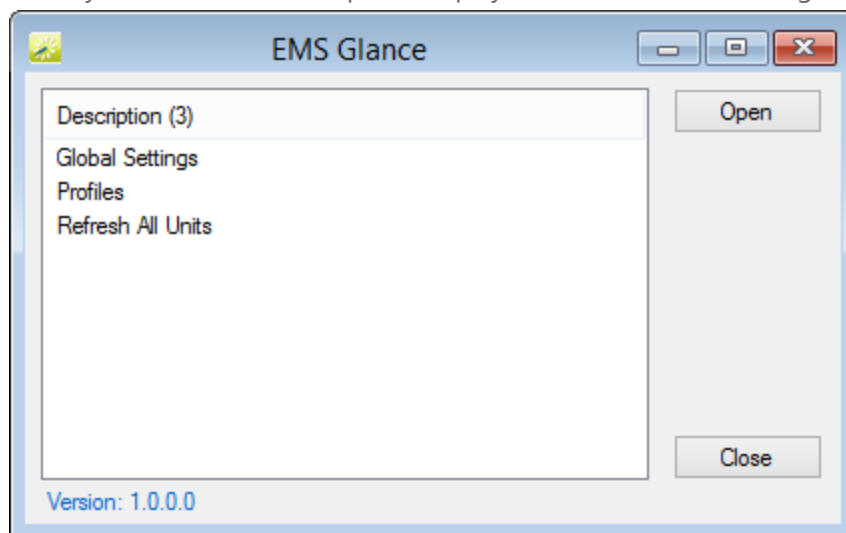 EMS Glance
Description (3)
Open
Global Settings
Profiles
Refresh All Units
Close
Version: 1.0.0.0